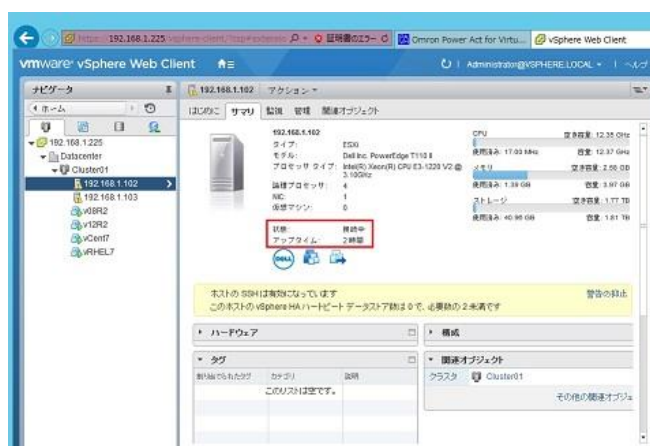 192.168.1.225
証明書のエラー
Omron Power Act for Virtu...
vSphere Web Client
vmware® vSphere Web Client
Administrator@VSPHERE.LOCAL
ヘルプ
ナビゲータ
192.168.1.102 アクション
ホーム
はじめに サマリ 監視 管理 関連オブジェクト
192.168.1.225
Datacenter
Cluster01
192.168.1.102
192.168.1.103
v08R2
v12R2
vCent7
vRHEL7
192.168.1.102
タイプ: ESXi
モデル: Dell Inc. PowerEdge T110 II
プロセッサ タイプ: Intel(R) Xeon(R) CPU E3-1220 V2 @ 3.10GHz
論理プロセッサ: 4
NIC: 1
仮想マシン: 0
状態: 接続中
アップタイム: 2 時間
CPU 空き容量: 12.35 GHz
使用済み: 17.00 MHz 容量: 12.37 GHz
メモリ 空き容量: 2.58 GB
使用済み: 1.39 GB 容量: 3.97 GB
ストレージ 空き容量: 1.77 TB
使用済み: 40.96 GB 容量: 1.81 TB
DELL
ホストの SSH は有効になっています
警告の抑止
このホストの vSphere HA ハートビート データストア数は 0 で、必要数の 2 未満です
ハードウェア
構成
タグ
関連オブジェクト
割り当てられたタグ カテゴリ 説明
クラスタ Cluster01
このリストは空です。
その他の関連オブジェ